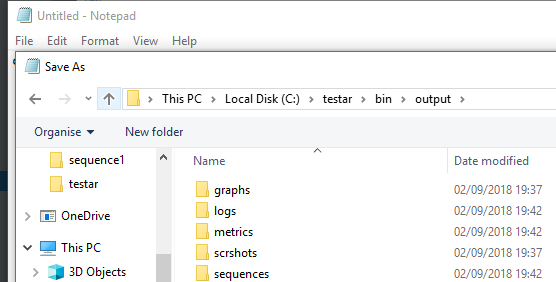 Untitled - Notepad
File Edit Format View Help
Save As
This PC > Local Disk (C:) > testar > bin > output >
Organise New folder
sequence1
testar
OneDrive
This PC
3D Objects
Name Date modified
graphs 02/09/2018 19:37
logs 02/09/2018 19:42
metrics 02/09/2018 19:42
scrshots 02/09/2018 19:37
sequences 02/09/2018 19:42